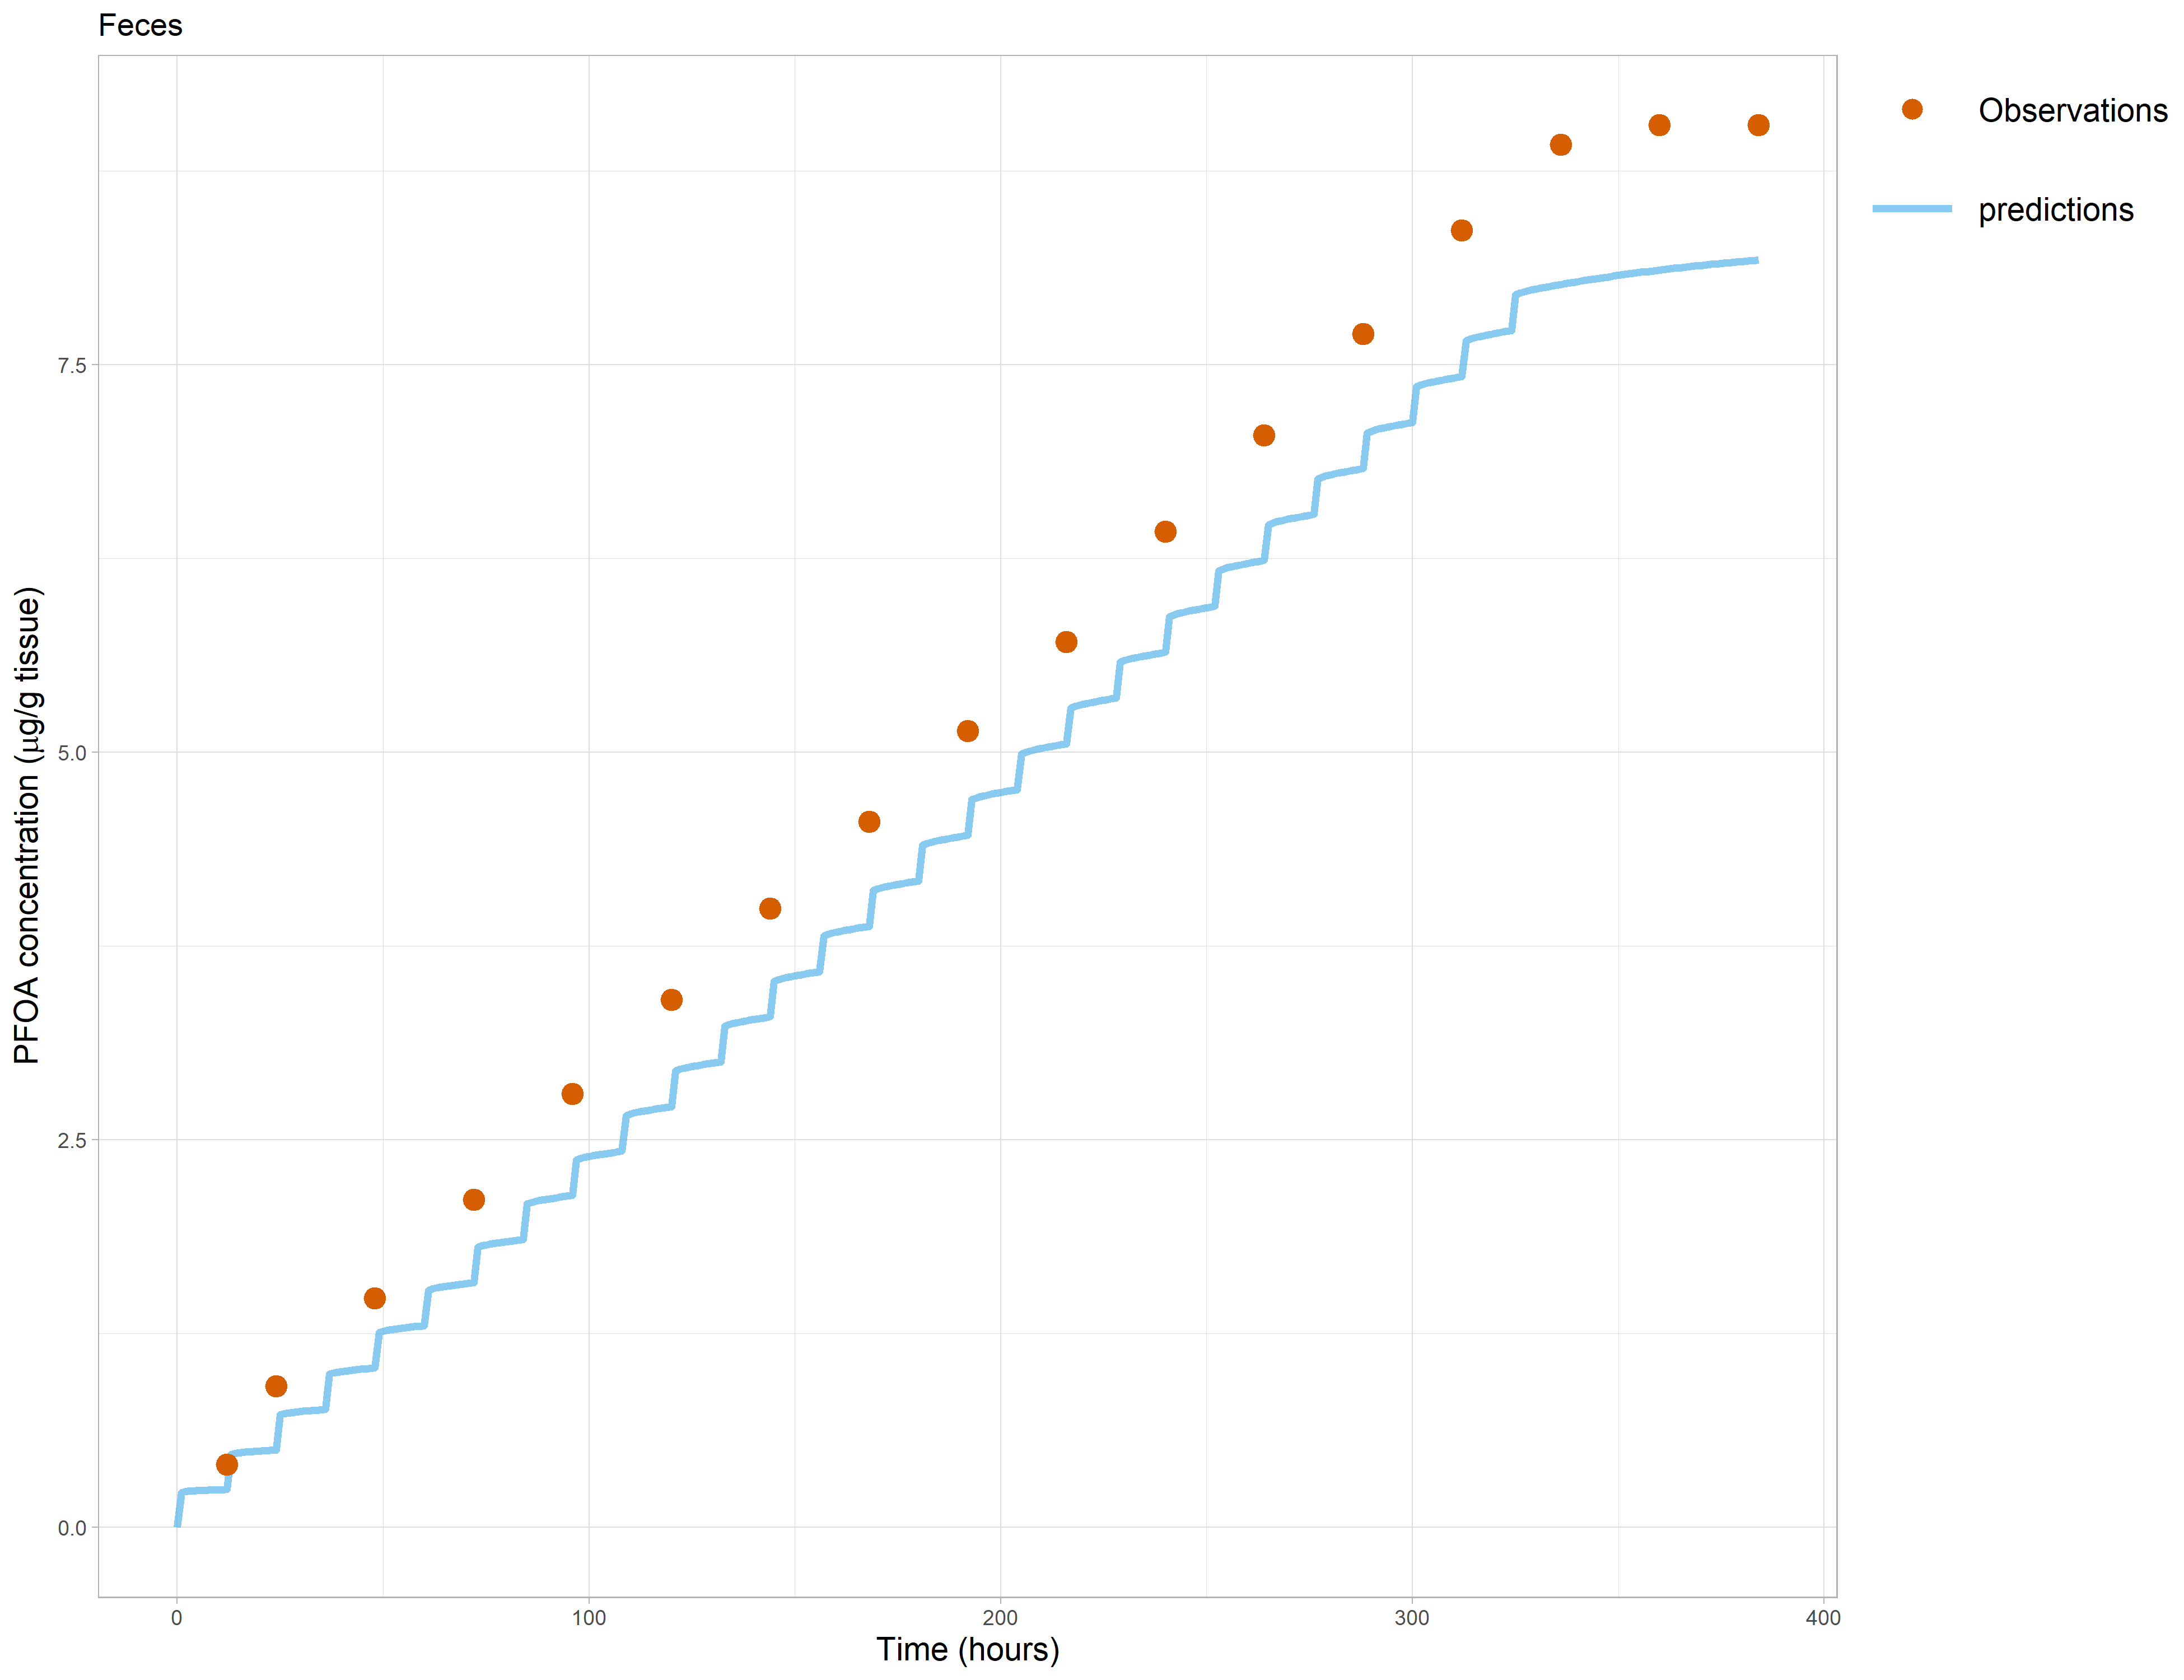 Feces
Observations
predictions
PFOA concentration (μg/g tissue)
7.5
5.0
2.5
0.0
0 100 200 300 400
Time (hours)